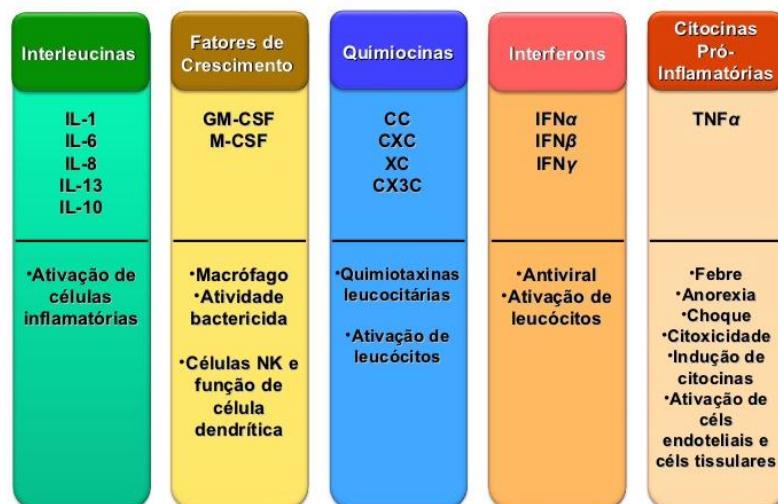 Interleucinas
IL-1
IL-6
IL-8
IL-13
IL-10
•Ativação de
células
inflamatórias
Fatores de
Crescimento
GM-CSF
M-CSF
•Macrófago
•Atividade
bactericida
•Células NK e
função de
célula
dendrítica
Quimiocinas
CC
CXC
XC
CX3C
•Quimiotaxinas
leucocitárias
•Ativação de
leucócitos
Interferons
IFNα
IFNβ
IFNγ
•Antiviral
•Ativação de
leucócitos
Citocinas
Pró-
Inflamatórias
TNFα
•Febre
•Anorexia
•Choque
•Citoxicidade
•Indução de
citocinas
•Ativação de
céls
endoteliais e
céls tissulares